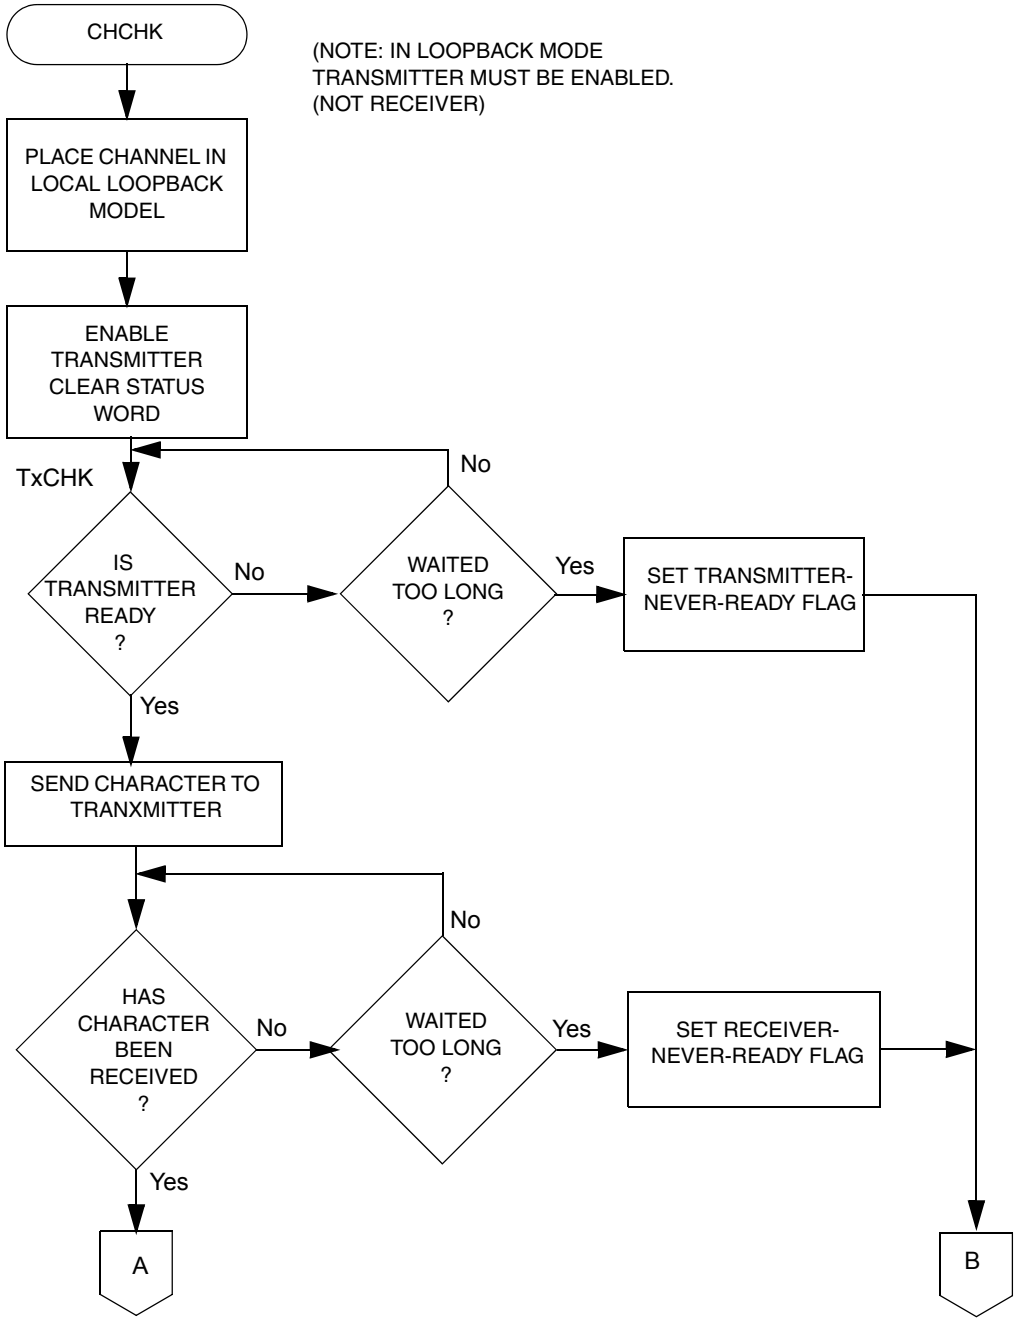 CHCHK
(NOTE: IN LOOPBACK MODE
TRANSMITTER MUST BE ENABLED.
(NOT RECEIVER)
PLACE CHANNEL IN
LOCAL LOOPBACK
MODEL
ENABLE
TRANSMITTER
CLEAR STATUS
WORD
TxCHK
No
IS
TRANSMITTER
READY
?
No
WAITED
TOO LONG
?
Yes
SET TRANSMITTER-
NEVER-READY FLAG
Yes
SEND CHARACTER TO
TRANXMITTER
No
HAS
CHARACTER
BEEN
RECEIVED
?
No
WAITED
TOO LONG
?
Yes
SET RECEIVER-
NEVER-READY FLAG
Yes
A
B